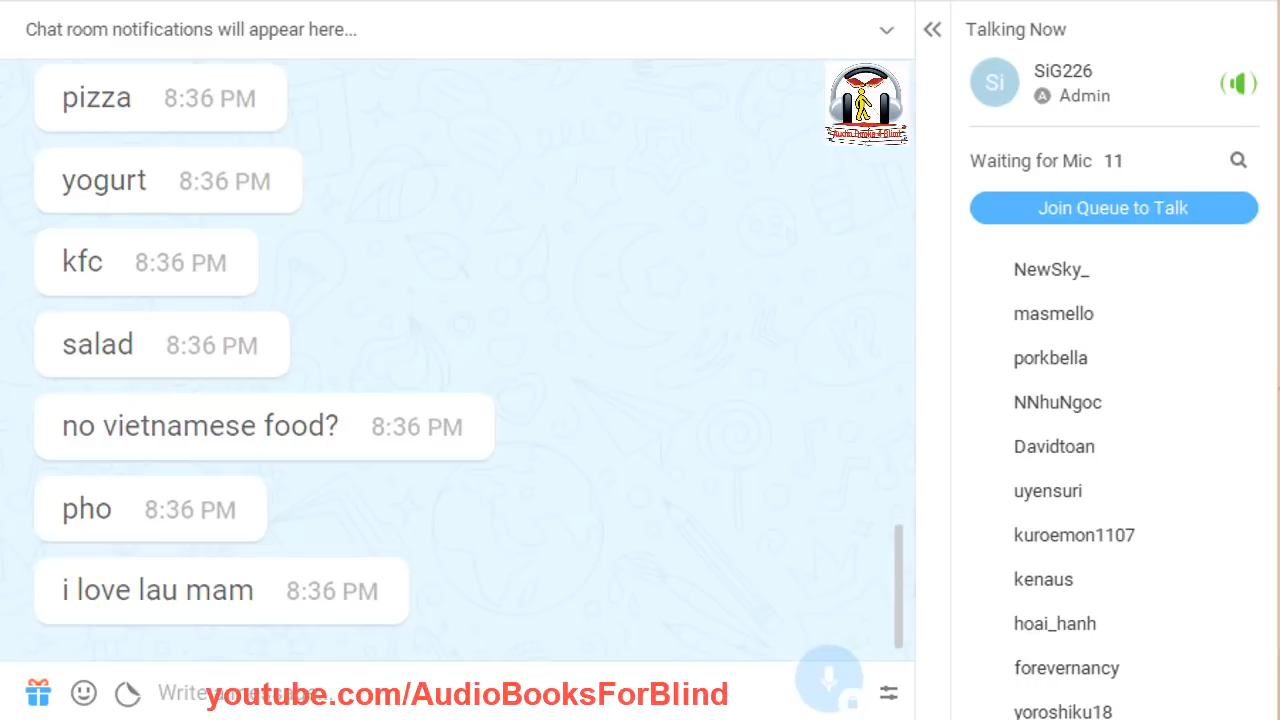 Chat room notifications will appear here...
pizza 8:36 PM
yogurt 8:36 PM
kfc 8:36 PM
salad 8:36 PM
no vietnamese food? 8:36 PM
pho 8:36 PM
i love lau mam 8:36 PM
youtube.com/AudioBooksForBlind
Talking Now
Si
SiG226
A Admin
Waiting for Mic 11
Join Queue to Talk
NewSky_
masmello
porkbella
NNhuNgoc
Davidtoan
uyensuri
kuroemon1107
kenaus
hoai_hanh
forevernancy
yoroshiku18